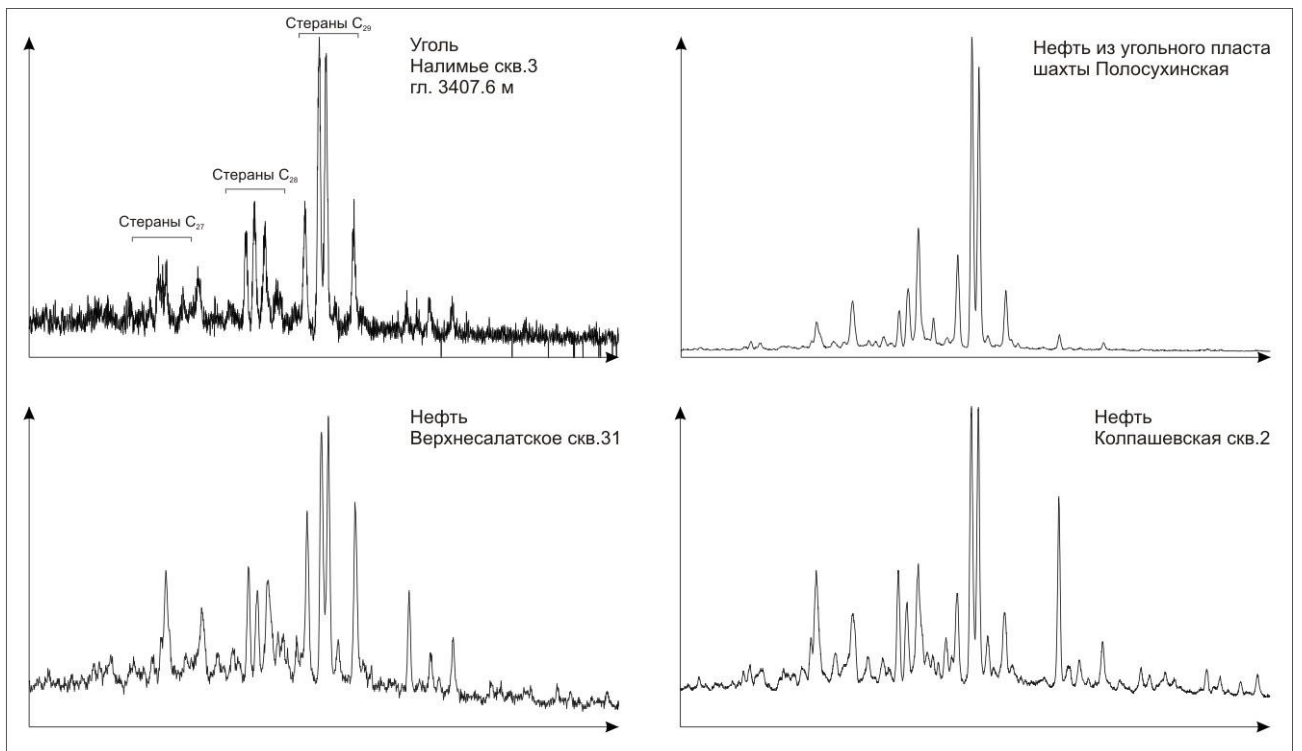 Стераны C₂₉
Уголь
Налимье скв.3
гл. 3407.6 м
Стераны C₂₈
Стераны C₂₇
Нефть из угольного пласта
шахты Полосухинская
Нефть
Верхнесалатское скв.31
Нефть
Колпашевская скв.2